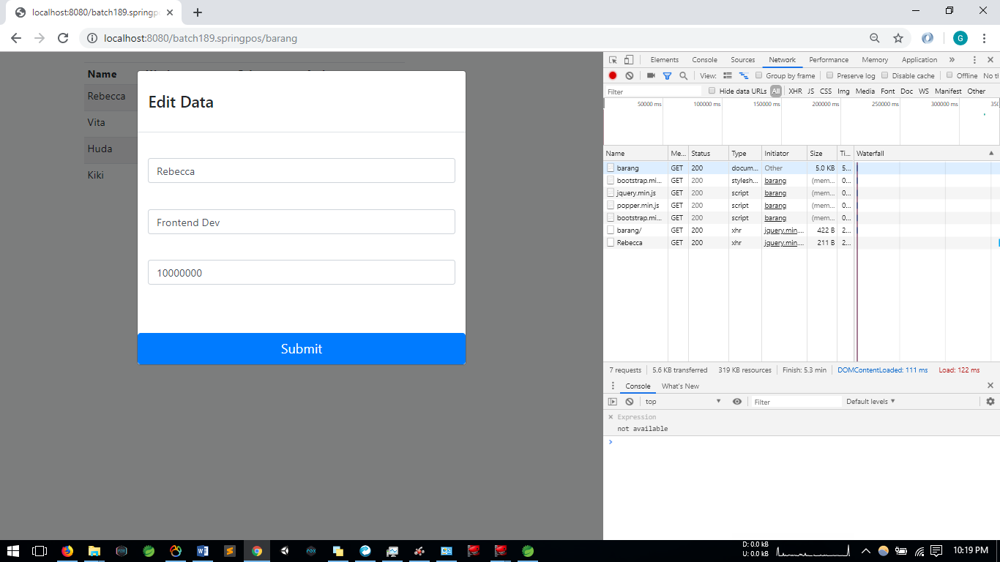 localhost:8080/batch189.springp
localhost:8080/batch189.springpos/barang
G
Name
Rebecca
Vita
Huda
Kiki
Edit Data
Rebecca
Frontend Dev
10000000
Submit
Elements Console Sources Network Performance Memory Application »
View: Group by frame Preserve log Disable cache Offline No t
Filter Hide data URLs All XHR JS CSS Img Media Font Doc WS Manifest Other
50000 ms 100000 ms 150000 ms 200000 ms 250000 ms 300000 ms 35
Name Me... Status Type Initiator Size Ti... Waterfall
barang GET 200 docum... Other 5.0 KB 5...
bootstrap.mi... GET 200 stylesh... barang (mem... 0...
jquery.min.js GET 200 script barang (mem... 0...
popper.min.js GET 200 script barang (mem... 0...
bootstrap.mi... GET 200 script barang (mem... 0...
barang/ GET 200 xhr jquery.min.... 422 B 2...
Rebecca GET 200 xhr jquery.min.... 211 B 2...
7 requests 5.6 KB transferred 319 KB resources Finish: 5.3 min DOMContentLoaded: 111 ms Load: 122 ms
Console What's New
top Filter Default levels
Expression
not available
D: 0.0 kB
U: 0.0 kB
10:19 PM